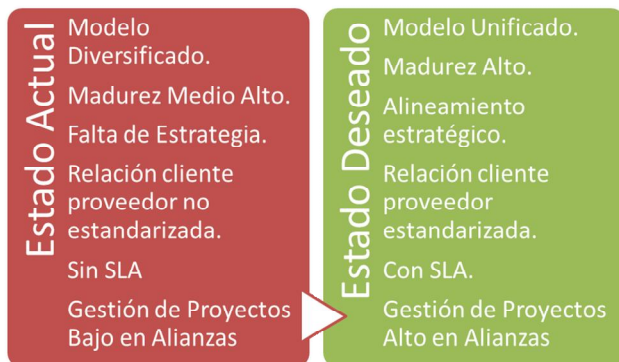 Estado Actual
Modelo
Diversificado.
Madurez Medio Alto.
Falta de Estrategia.
Relación cliente
proveedor no
estandarizada.
Sin SLA
Gestión de Proyectos
Bajo en Alianzas
Estado Deseado
Modelo Unificado.
Madurez Alto.
Alineamiento
estratégico.
Relación cliente
proveedor
estandarizada.
Con SLA.
Gestión de Proyectos
Alto en Alianzas